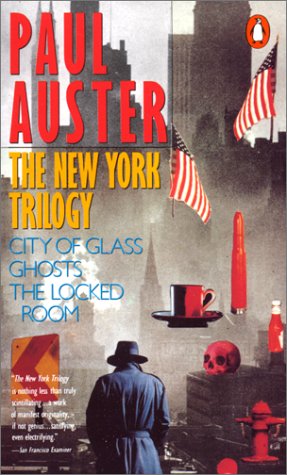 PAUL
AUSTER
THE NEW YORK
TRILOGY
CITY OF GLASS
GHOSTS
THE LOCKED
ROOM
"The New York Trilogy
is nothing less than truly
scintillating...a work
of manifest originality,–if
not genius,–satisfying,
even electrifying."
—San Francisco Examiner